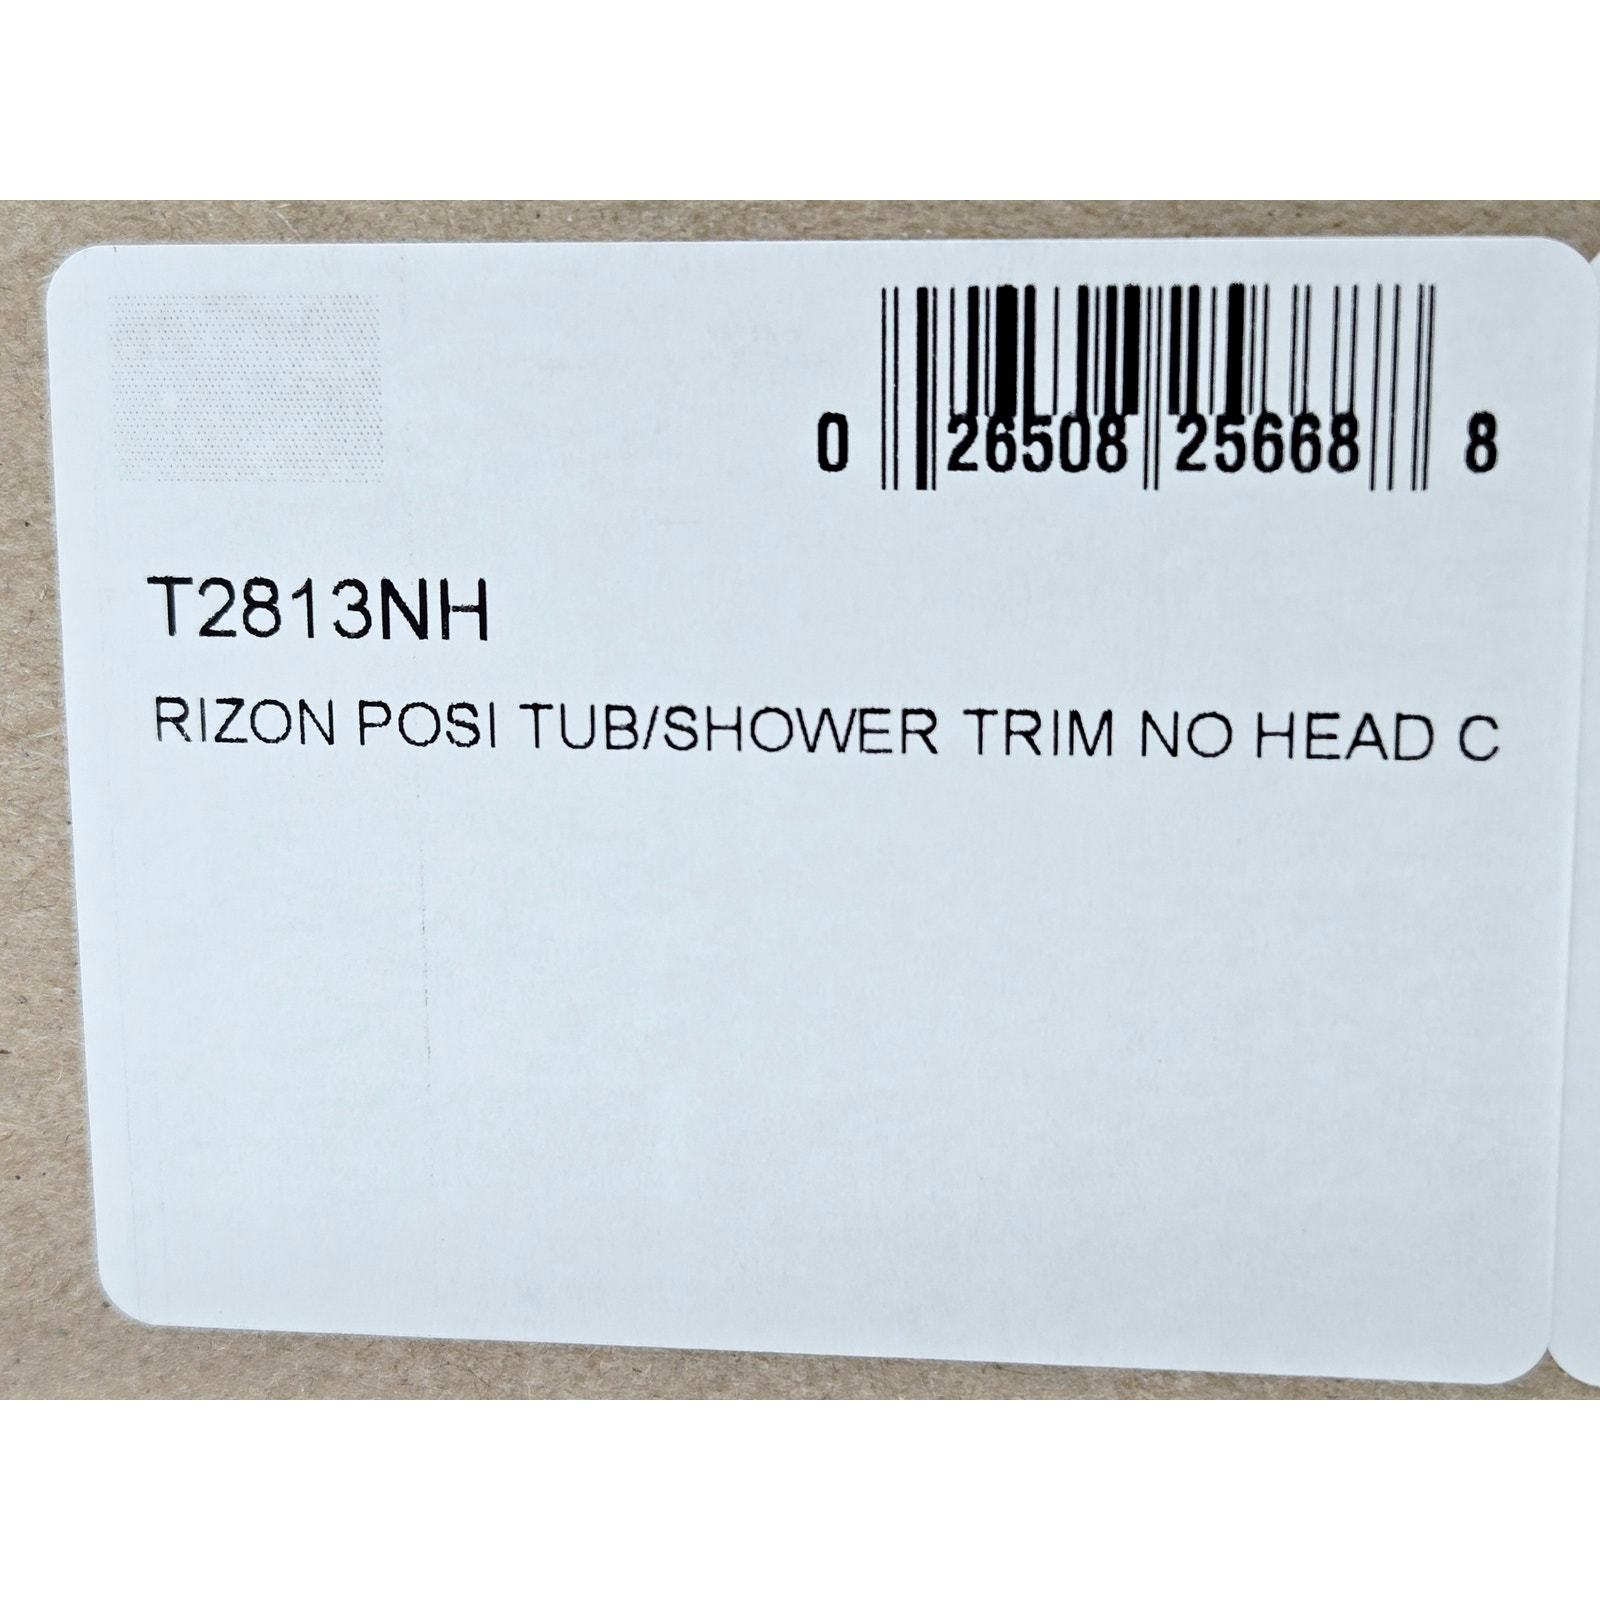 0 26508 25668 8
T2813NH
RIZON POSI TUB/SHOWER TRIM NO HEAD C